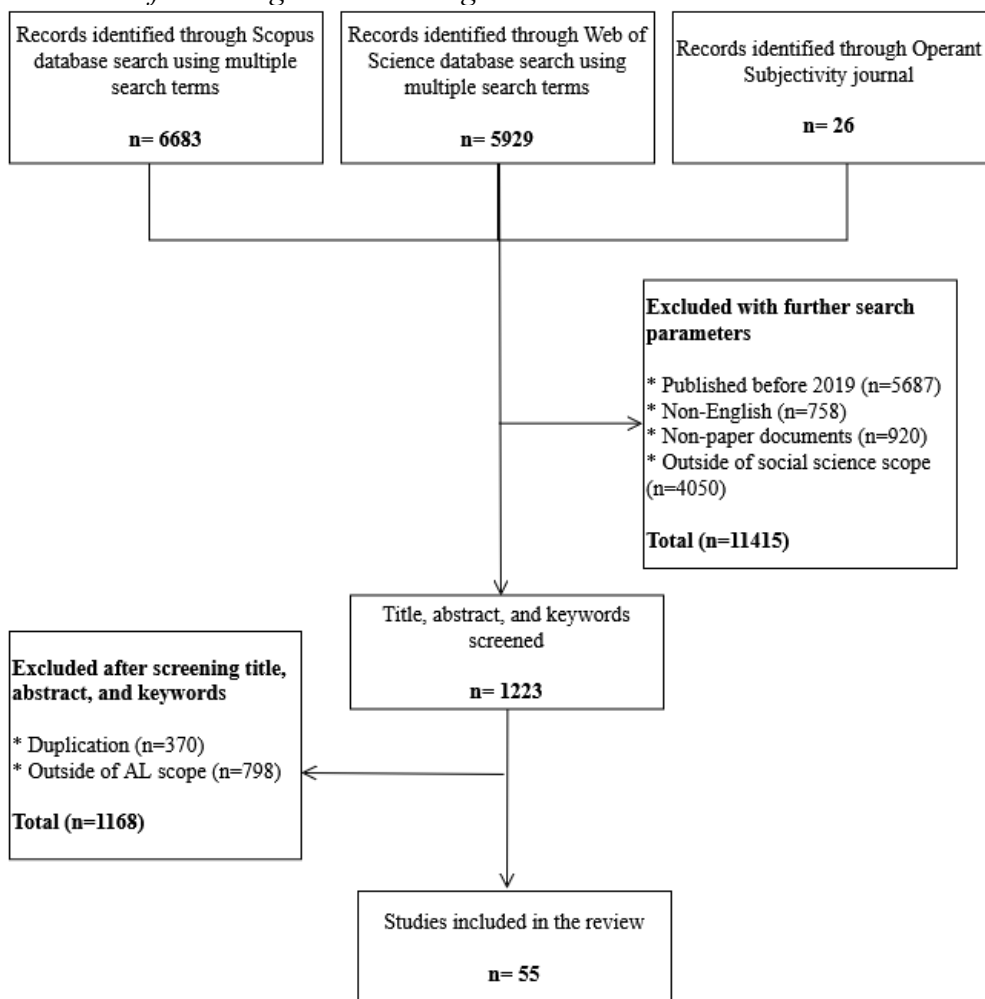 Records identified through Scopus
database search using multiple
search terms
n= 6683
Records identified through Web of
Science database search using
multiple search terms
n= 5929
Records identified through Operant
Subjectivity journal
n= 26
Excluded with further search
parameters
* Published before 2019 (n=5687)
* Non-English (n=758)
* Non-paper documents (n=920)
* Outside of social science scope
(n=4050)
Total (n=11415)
Title, abstract, and keywords
screened
n= 1223
Excluded after screening title,
abstract, and keywords
* Duplication (n=370)
* Outside of AL scope (n=798)
Total (n=1168)
Studies included in the review
n= 55